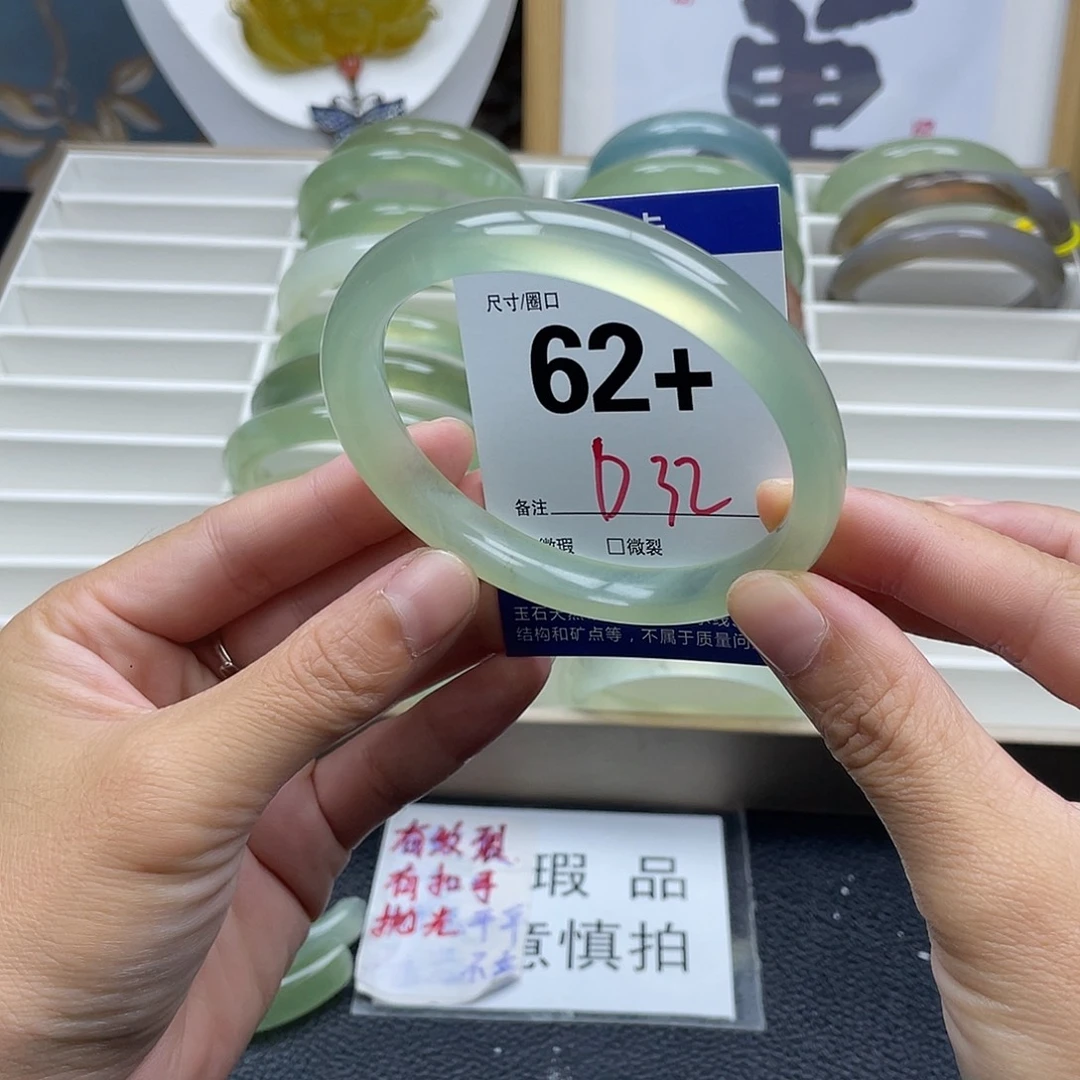 尺寸/圈口
62+
D32
备注
微瑕 □微裂
玉石天然
结构和矿点等，不属于质量问
有纹裂
瑕 品
有扣手
抛光
意慎拍